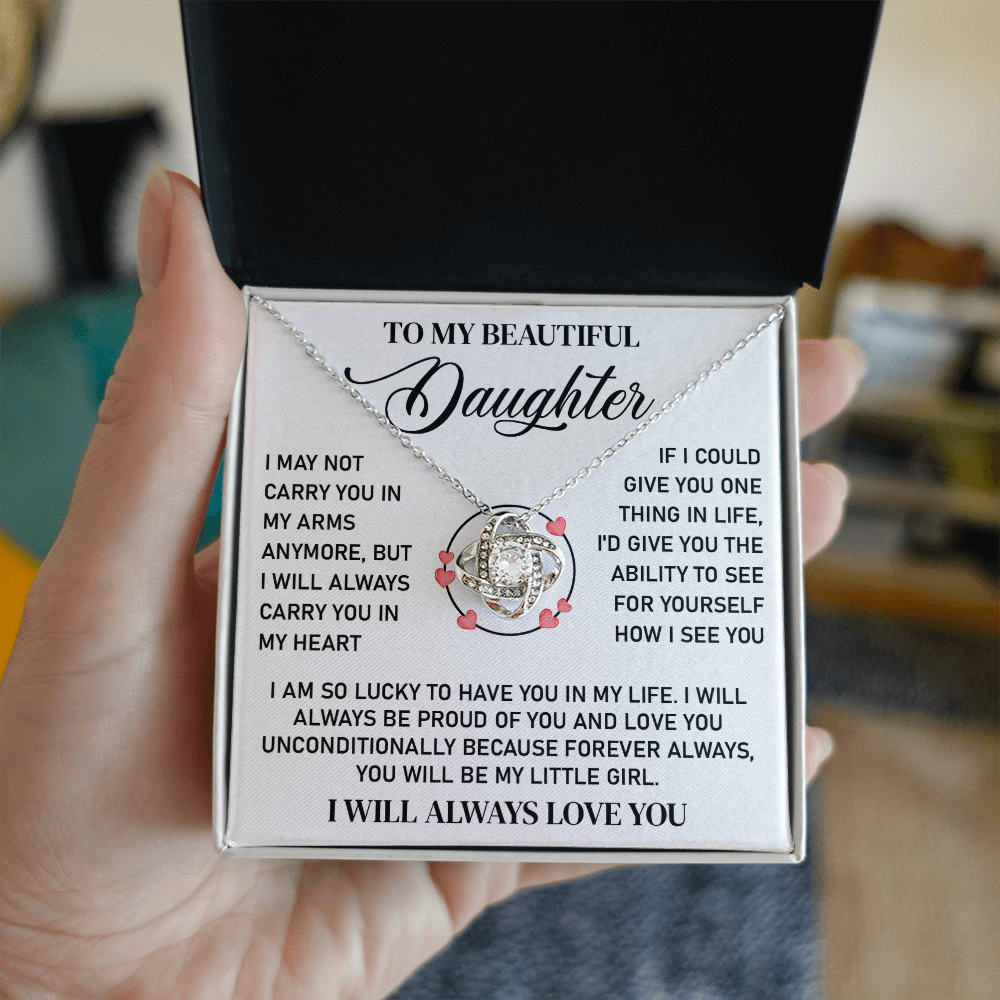 TO MY BEAUTIFUL
Daughter
I MAY NOT
CARRY YOU IN
MY ARMS
ANYMORE, BUT
I WILL ALWAYS
CARRY YOU IN
MY HEART
IF I COULD
GIVE YOU ONE
THING IN LIFE,
I'D GIVE YOU THE
ABILITY TO SEE
FOR YOURSELF
HOW I SEE YOU
I AM SO LUCKY TO HAVE YOU IN MY LIFE. I WILL
ALWAYS BE PROUD OF YOU AND LOVE YOU
UNCONDITIONALLY BECAUSE FOREVER ALWAYS,
YOU WILL BE MY LITTLE GIRL.
I WILL ALWAYS LOVE YOU